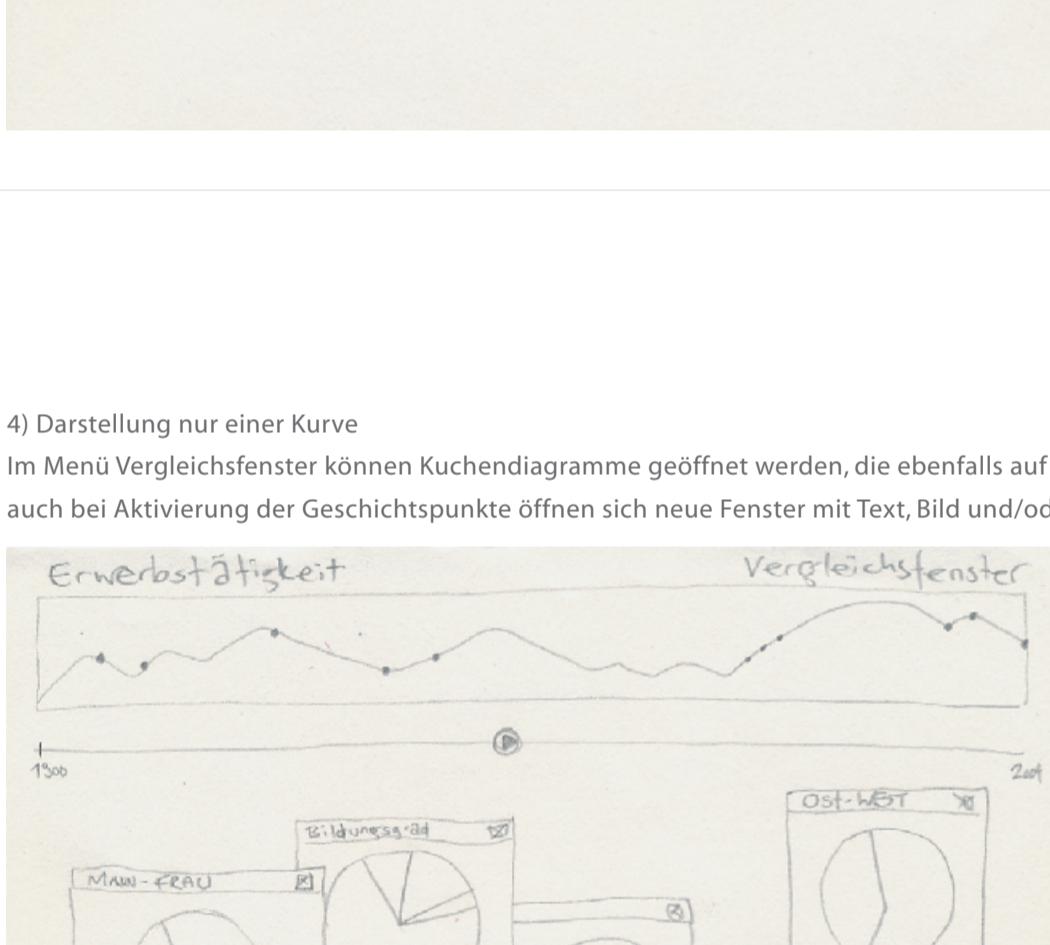 4) Darstellung nur einer Kurve
Im Menü Vergleichsfenster können Kuchendiagramme geöffnet werden, die ebenfalls auf
auch bei Aktivierung der Geschichtspunkte öffnen sich neue Fenster mit Text, Bild und/od
Erwerbstätigkeit
Vergleichsfenster
1900
Ost-WEST
Bildungsgrad
MANN-FRAU